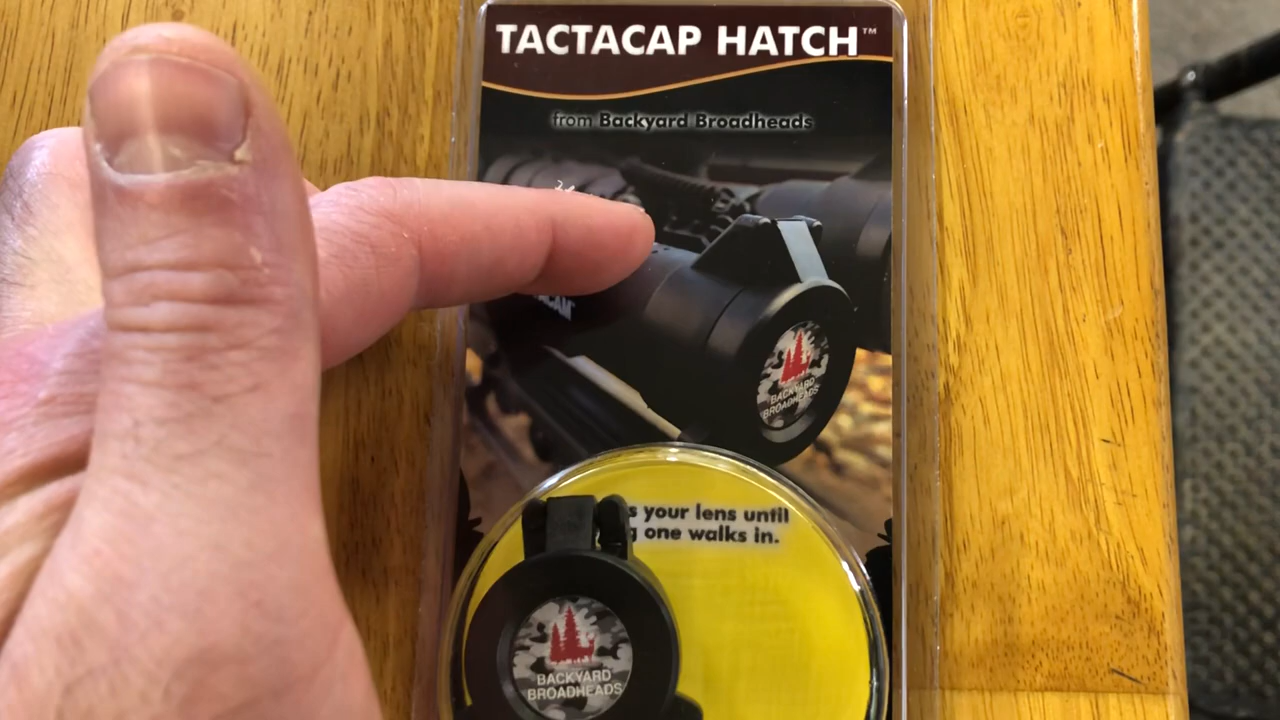 TACTACAP HATCH™
from Backyard Broadheads
BACKYARD
BROADHEADS
s your lens until
g one walks in.
BACKYARD
BROADHEADS